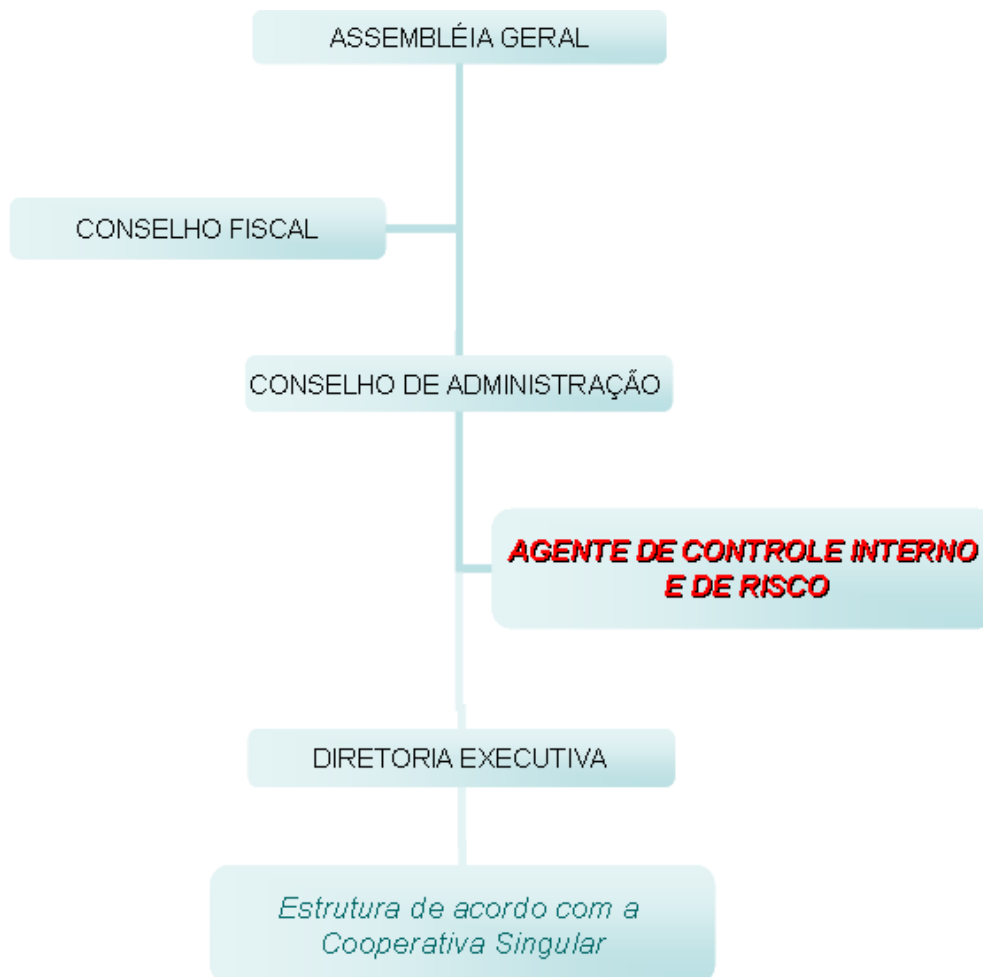 ASSEMBLÉIA GERAL
CONSELHO FISCAL
CONSELHO DE ADMINISTRAÇÃO
AGENTE DE CONTROLE INTERNO
E DE RISCO
DIRETORIA EXECUTIVA
Estrutura de acordo com a
Cooperativa Singular